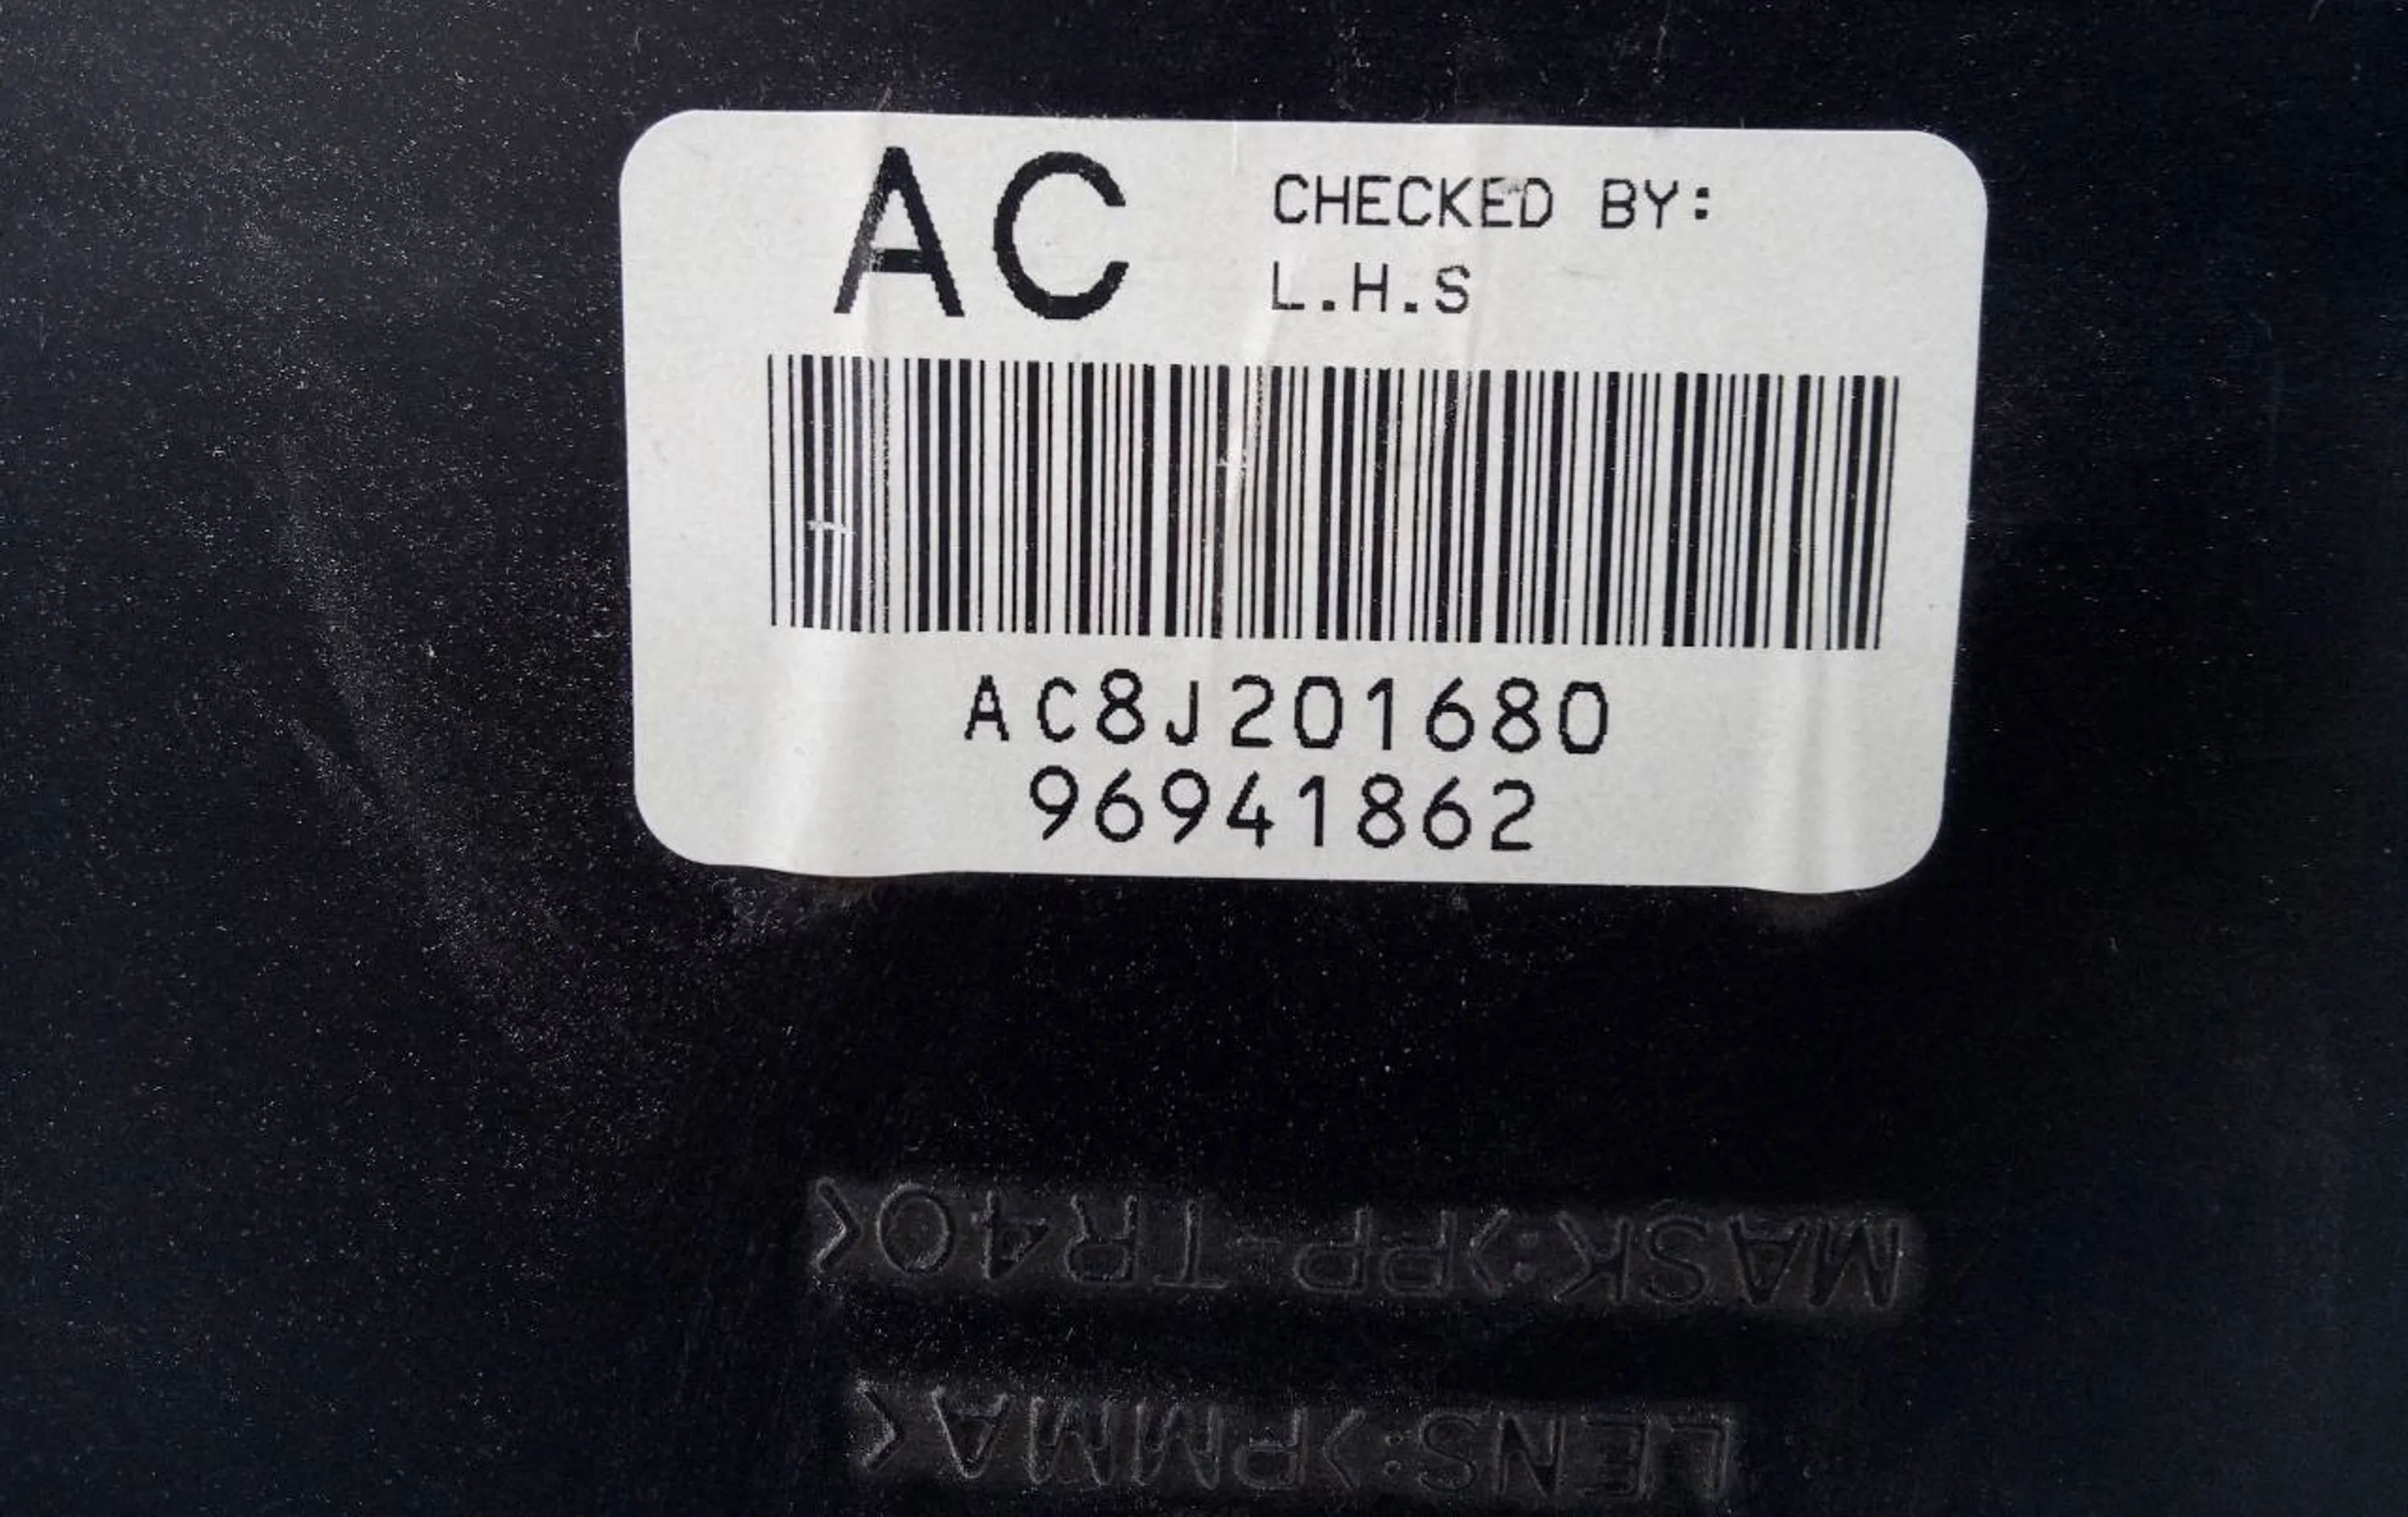 AC
CHECKED BY:
L.H.S
AC8J201680
96941862
MASK:>PP-TR40<
LENS:>PMMA<